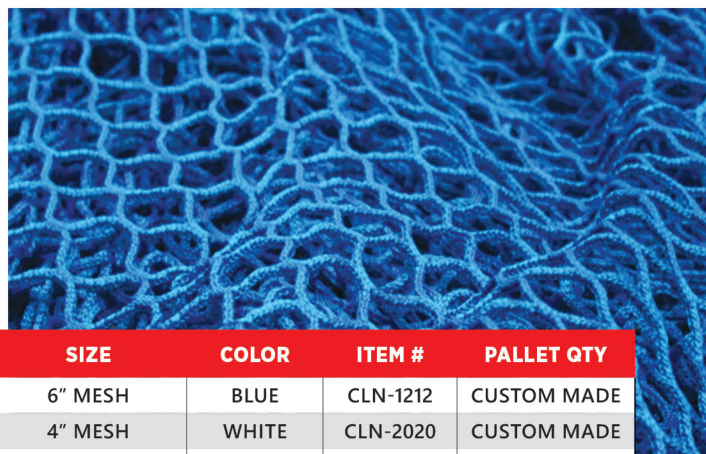 SIZE COLOR ITEM # PALLET QTY
6” MESH BLUE CLN-1212 CUSTOM MADE
4” MESH WHITE CLN-2020 CUSTOM MADE